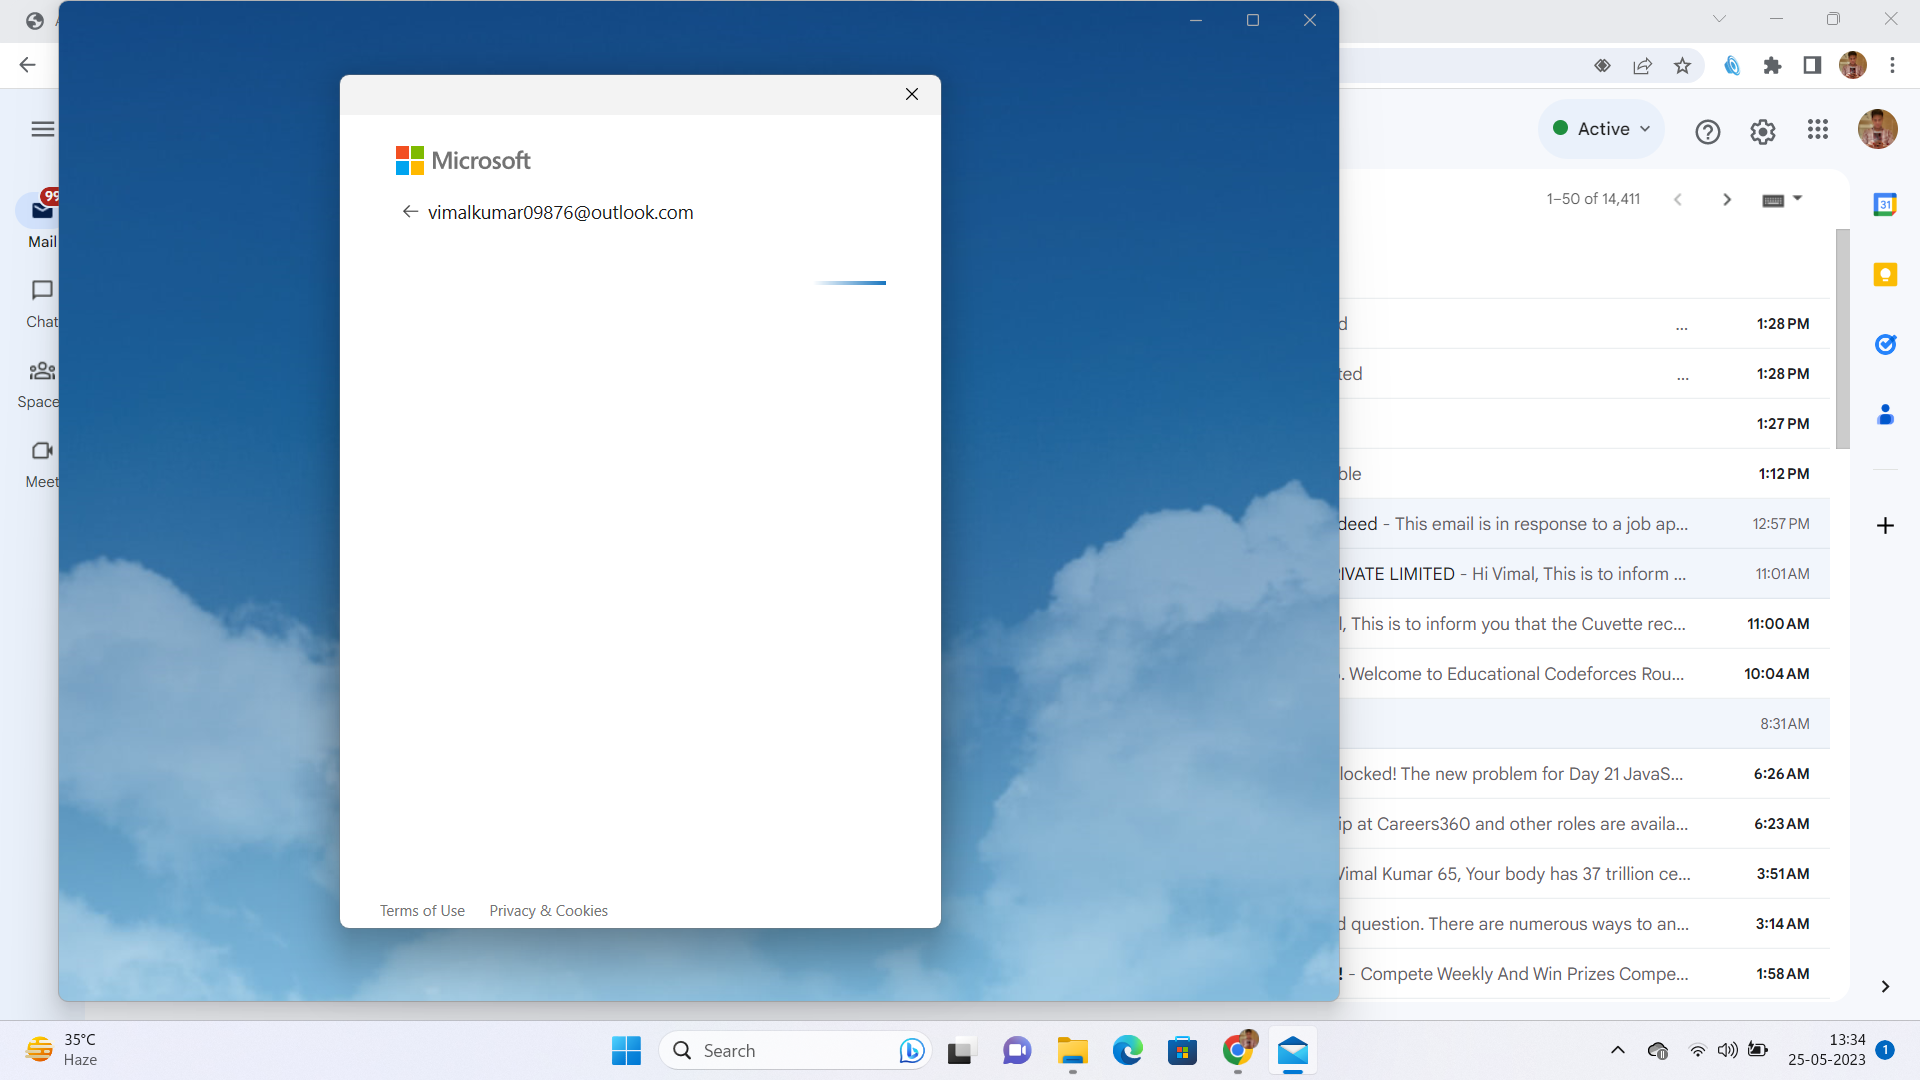 Microsoft
vimalkumar09876@outlook.com
Terms of Use Privacy & Cookies
99
Mail
Chat
Space
Meet
Active
1–50 of 14,411
31
d ... 1:28 PM
ted ... 1:28 PM
1:27 PM
ble 1:12 PM
deed - This email is in response to a job ap... 12:57 PM
RIVATE LIMITED - Hi Vimal, This is to inform ... 11:01 AM
l, This is to inform you that the Cuvette rec... 11:00 AM
. Welcome to Educational Codeforces Rou... 10:04 AM
8:31 AM
locked! The new problem for Day 21 JavaS... 6:26 AM
ip at Careers360 and other roles are availa... 6:23 AM
Vimal Kumar 65, Your body has 37 trillion ce... 3:51 AM
d question. There are numerous ways to an... 3:14 AM
! - Compete Weekly And Win Prizes Compe... 1:58 AM
35°C
Haze
Search
13:34
25-05-2023
1